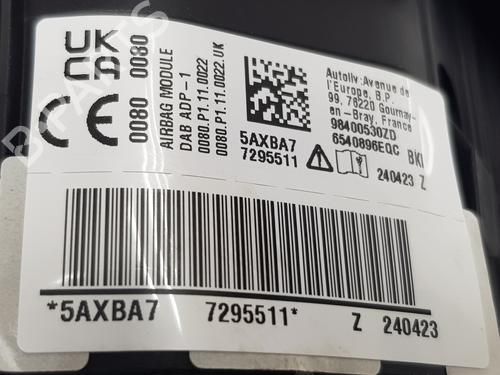 UK
CA
0080
CE
0080
AIRBAG MODULE
DAB ADP-1
0080.P1.11.0022
0080.P1.11.0022.UK
5AXBA7
7295511
Autoliv:Avenue de
l'Europe, B.P.
99, 76220 Gournay-
en-Bray, France
98400530ZD
6540896EQC BKI
240423 Z
*5AXBA7 7295511* Z 240423